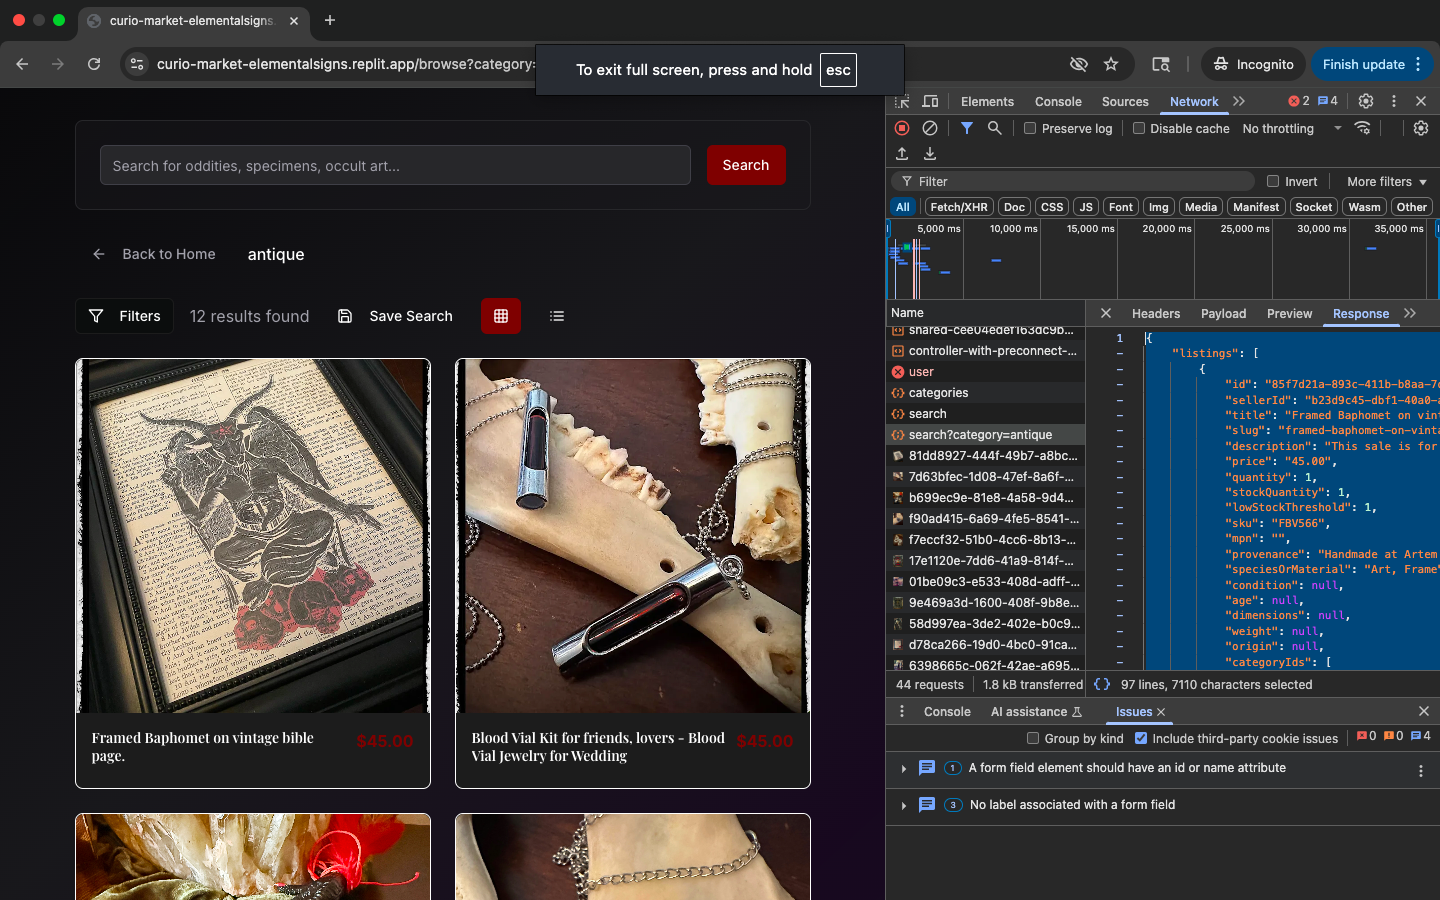 curio-market-elementalsigns.
curio-market-elementalsigns.replit.app/browse?category=
To exit full screen, press and hold esc
Incognito
Finish update
Search for oddities, specimens, occult art...
Search
Back to Home
antique
Filters
12 results found
Save Search
Framed Baphomet on vintage bible
page.
$45.00
Blood Vial Kit for friends, lovers - Blood
Vial Jewelry for Wedding
$45.00
Elements
Console
Sources
Network
2
4
Preserve log
Disable cache
No throttling
Filter
Invert
More filters
All
Fetch/XHR
Doc
CSS
JS
Font
Img
Media
Manifest
Socket
Wasm
Other
5,000 ms
10,000 ms
15,000 ms
20,000 ms
25,000 ms
30,000 ms
35,000 ms
Name
Headers
Payload
Preview
Response
shared-cee04edef163dc9b...
controller-with-preconnect-...
user
categories
search
search?category=antique
81dd8927-444f-49b7-a8bc...
7d63bfec-1d08-47ef-8a6f-...
b699ec9e-81e8-4a58-9d4...
f90ad415-6a69-4fe5-8541-...
f7eccf32-51b0-4cc6-8b13-...
17e1120e-7dd6-41a9-814f-...
01be09c3-e533-408d-adff-...
9e469a3d-1600-408f-9b8e...
58d997ea-3de2-402e-b0c9...
d78ca266-19d0-4bc0-91ca...
6398665c-062f-42ae-a695...
1 {
"listings": [
{
"id": "85f7d21a-893c-411b-b8aa-7
"sellerId": "b23d9c45-dbf1-40a0-a
"title": "Framed Baphomet on vint
"slug": "framed-baphomet-on-vinta
"description": "This sale is for
"price": "45.00",
"quantity": 1,
"stockQuantity": 1,
"lowStockThreshold": 1,
"sku": "FBV566",
"mpn": "",
"provenance": "Handmade at Artem
"speciesOrMaterial": "Art, Frame"
"condition": null,
"age": null,
"dimensions": null,
"weight": null,
"origin": null,
"categoryIds": [
44 requests
1.8 kB transferred
97 lines, 7110 characters selected
Console
AI assistance
Issues
Group by kind
Include third-party cookie issues
0
0
4
1 A form field element should have an id or name attribute
3 No label associated with a form field